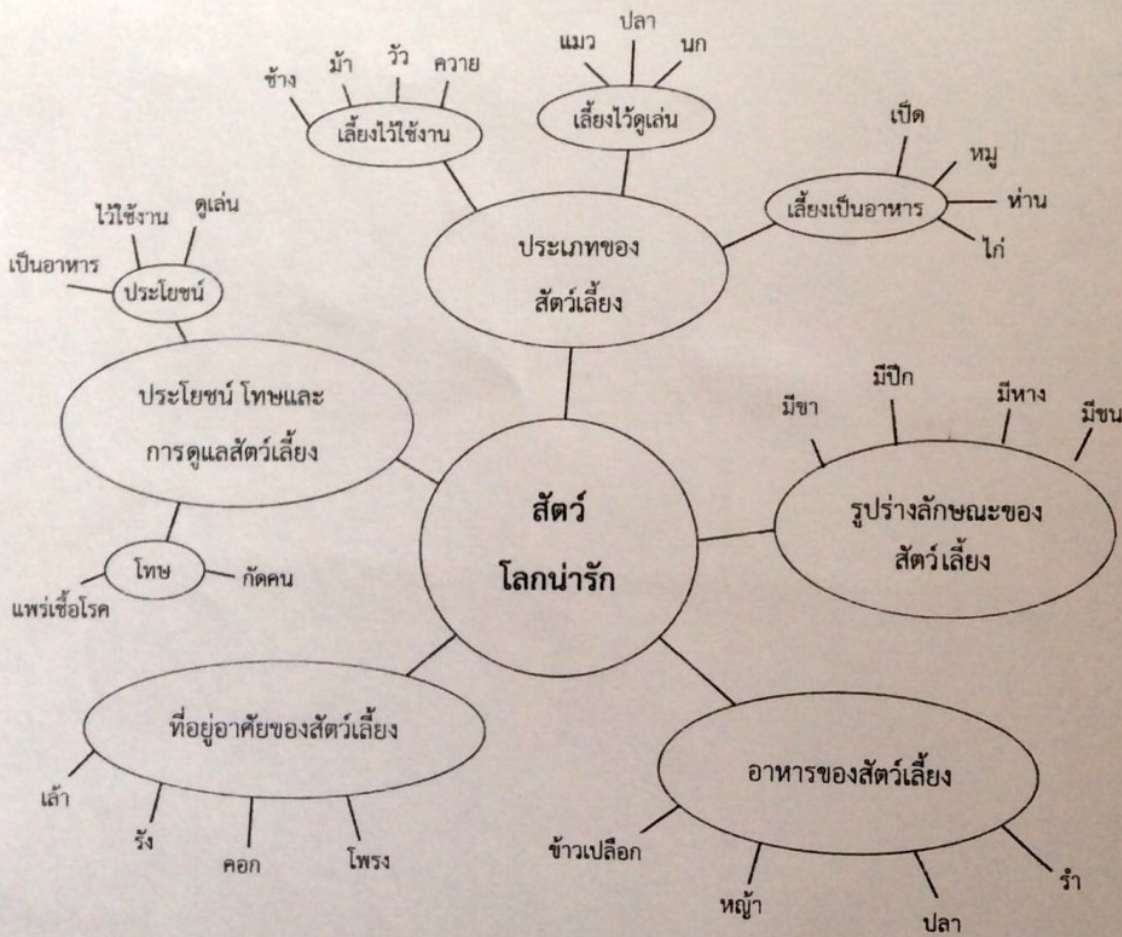 แมว
ปลา
นก
ช้าง
ม้า
วัว
ควาย
เลี้ยงไว้ใช้งาน
เลี้ยงไว้ดูเล่น
เป็ด
หมู
ห่าน
ไก่
เลี้ยงเป็นอาหาร
ประเภทของ
สัตว์เลี้ยง
เป็นอาหาร
ไว้ใช้งาน
ดูเล่น
ประโยชน์
ประโยชน์ โทษและ
การดูแลสัตว์เลี้ยง
โทษ
แพร่เชื้อโรค
กัดคน
สัตว์
โลกน่ารัก
มีขา
มีปีก
มีหาง
มีขน
รูปร่างลักษณะของ
สัตว์เลี้ยง
ที่อยู่อาศัยของสัตว์เลี้ยง
เล้า
รัง
คอก
โพรง
อาหารของสัตว์เลี้ยง
ข้าวเปลือก
หญ้า
ปลา
รำ